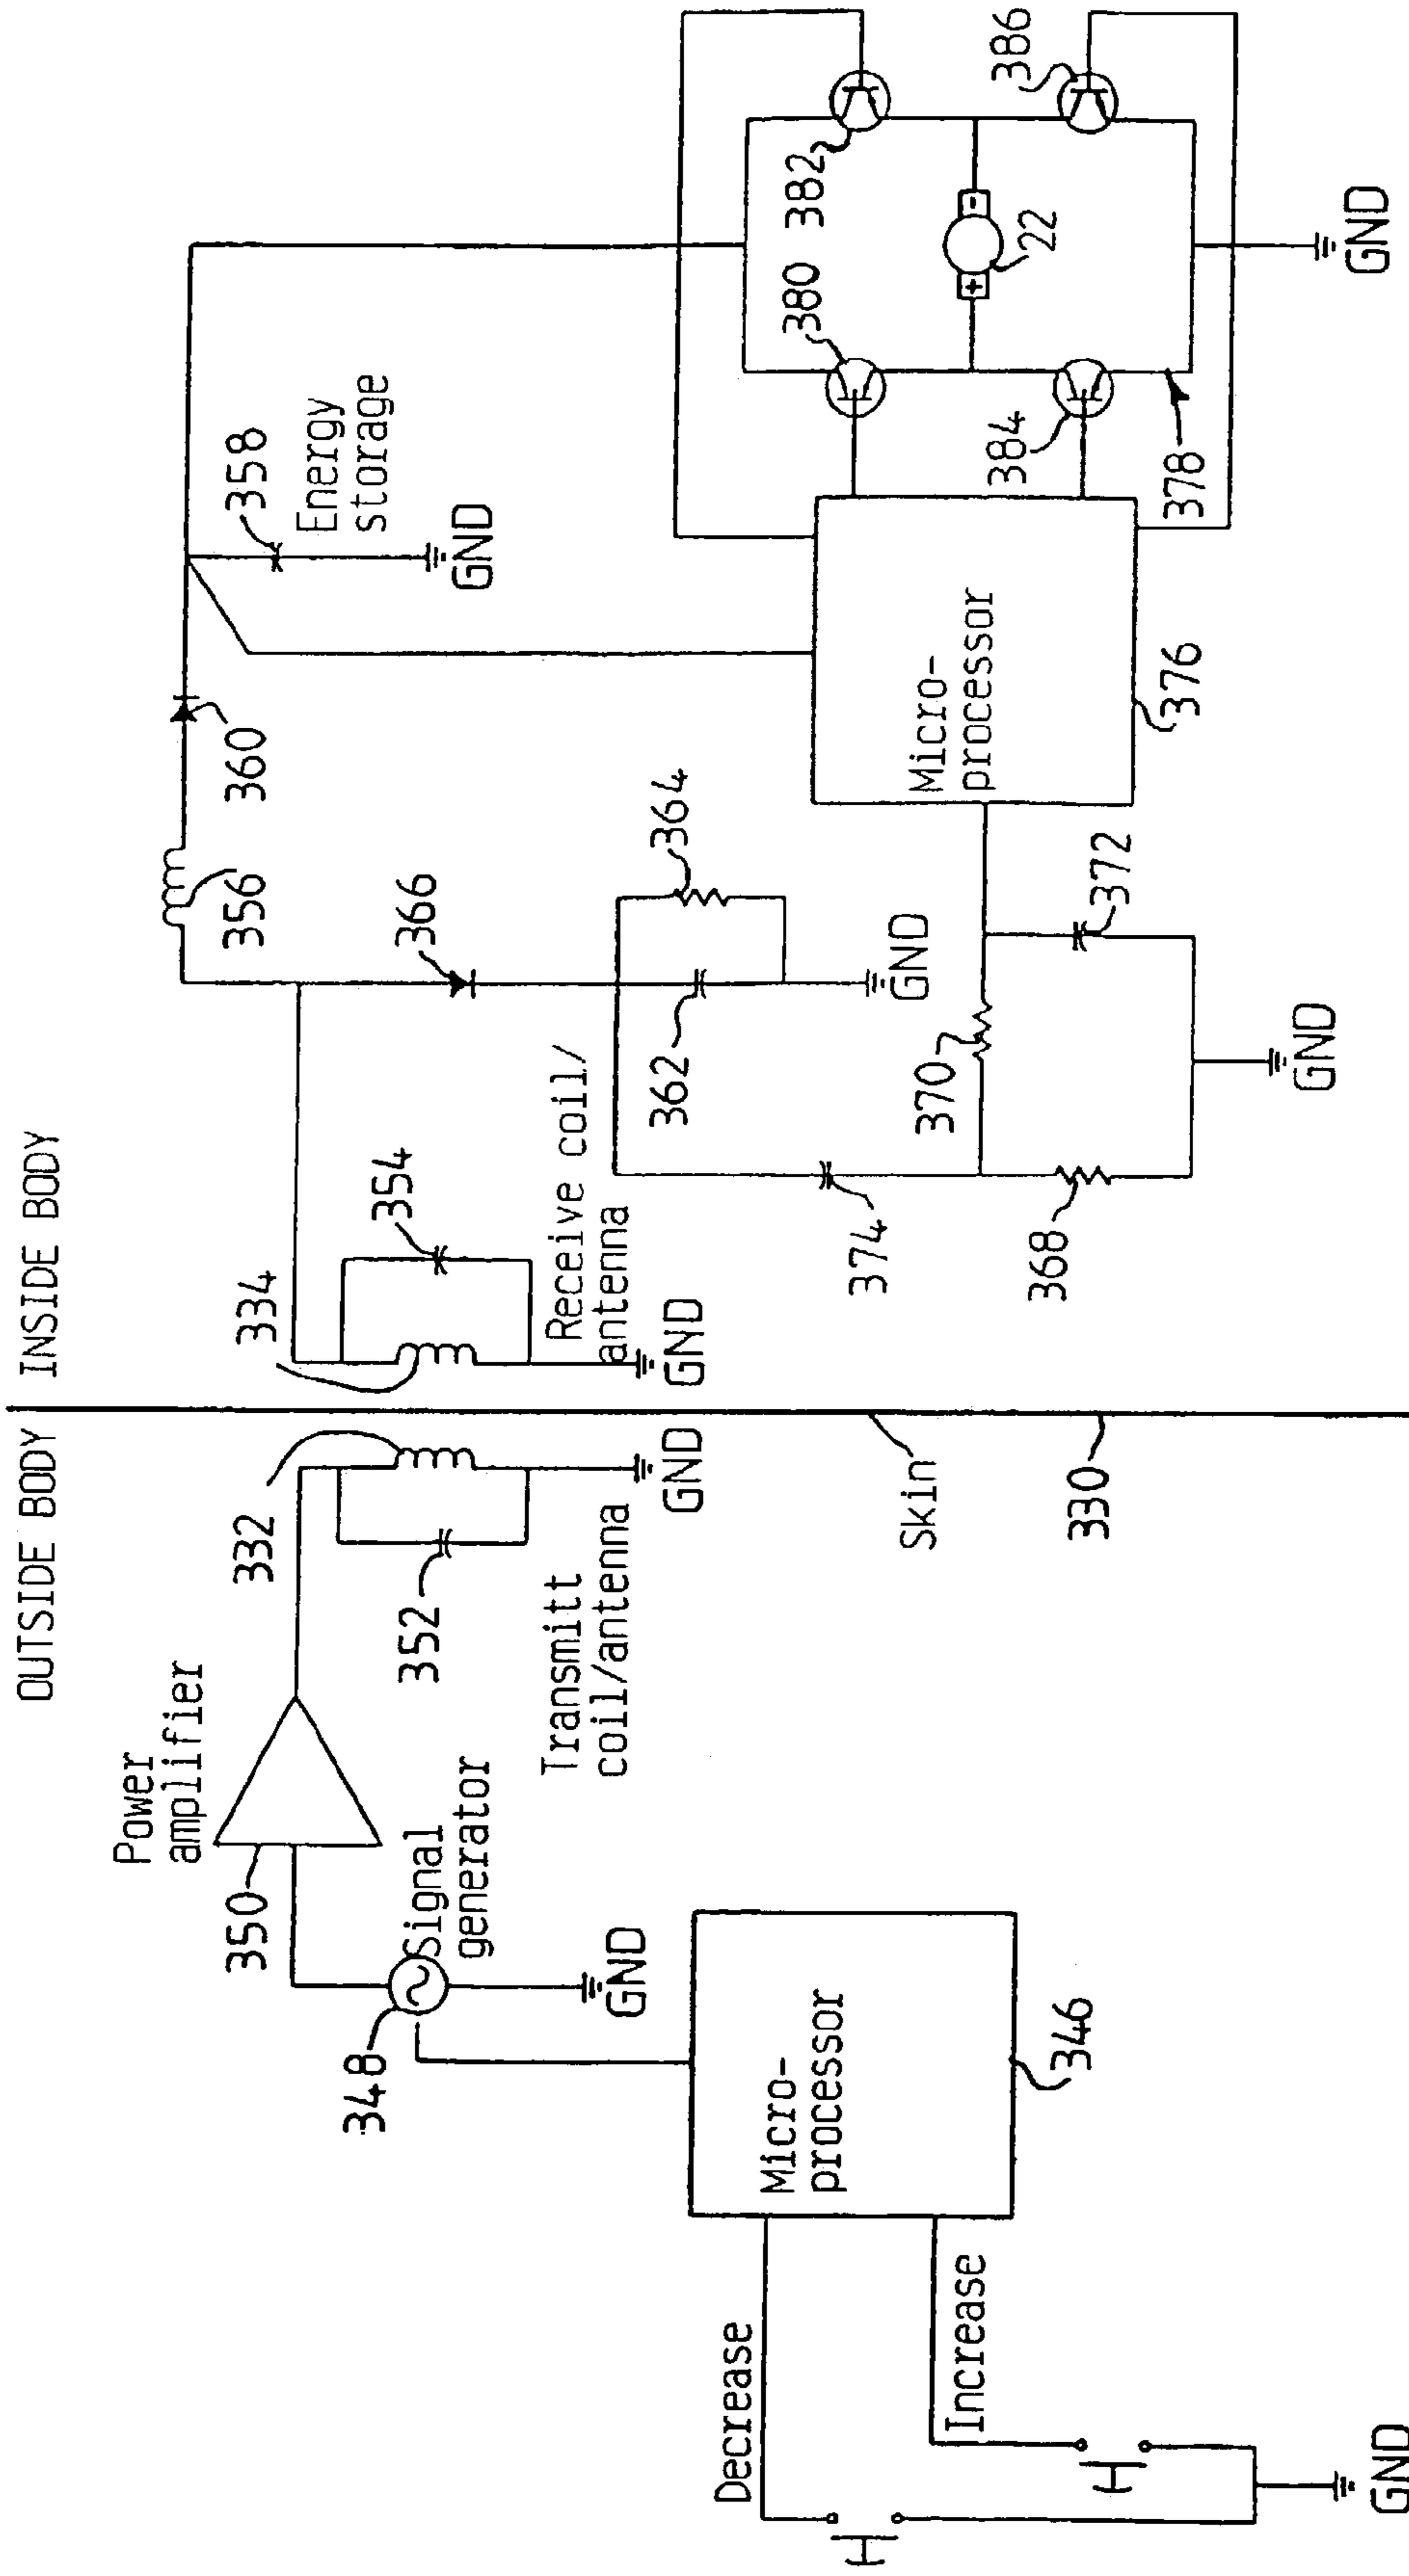 OUTSIDE BODY
INSIDE BODY
Power
amplifier
350
Signal
generator
348
GND
332
352
Transmitt
coil/antenna
GND
Micro-
processor
346
Decrease
Increase
GND
Skin
330
334
354
Receive coil/
antenna
GND
356
360
358
Energy
storage
GND
366
364
362
GND
374
370
368
372
GND
Micro-
processor
376
380
382
384
386
+
-
22
378
GND